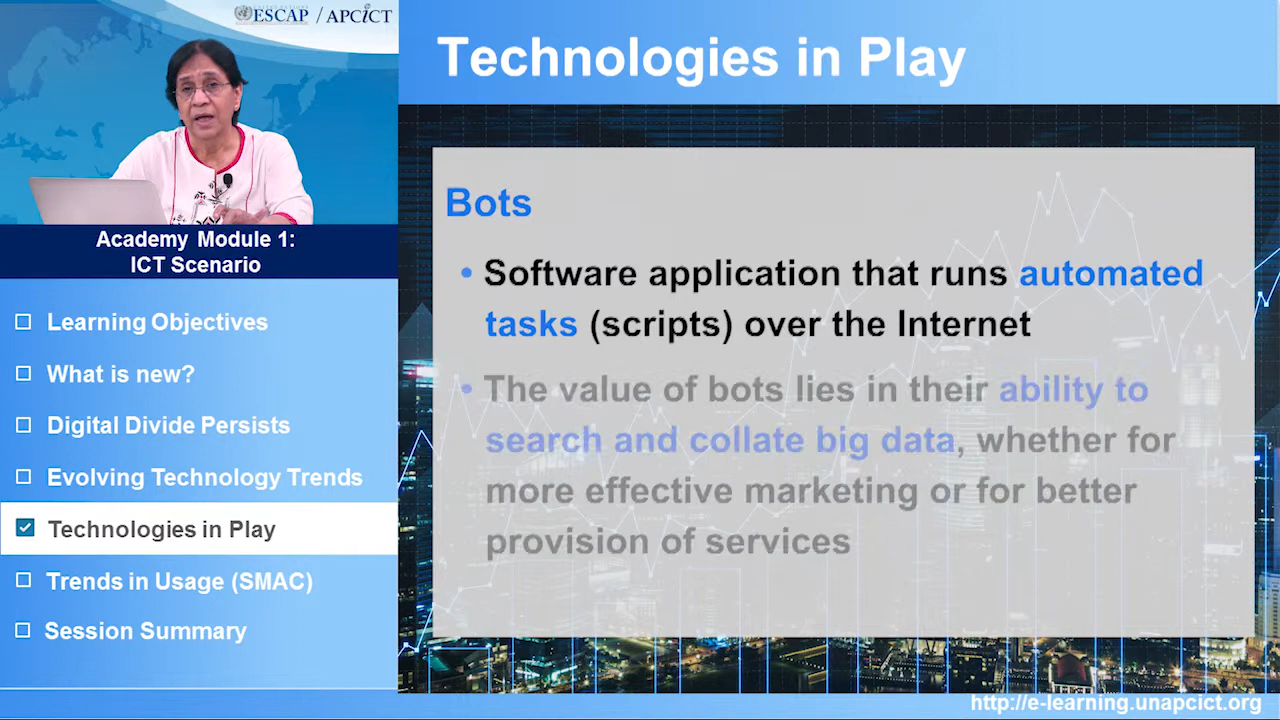 ESCAP / APCICT
Technologies in Play
Academy Module 1:
ICT Scenario
Learning Objectives
What is new?
Digital Divide Persists
Evolving Technology Trends
Technologies in Play
Trends in Usage (SMAC)
Session Summary
Bots
• Software application that runs automated
tasks (scripts) over the Internet
• The value of bots lies in their ability to
search and collate big data, whether for
more effective marketing or for better
provision of services
http://e-learning.unapcict.org